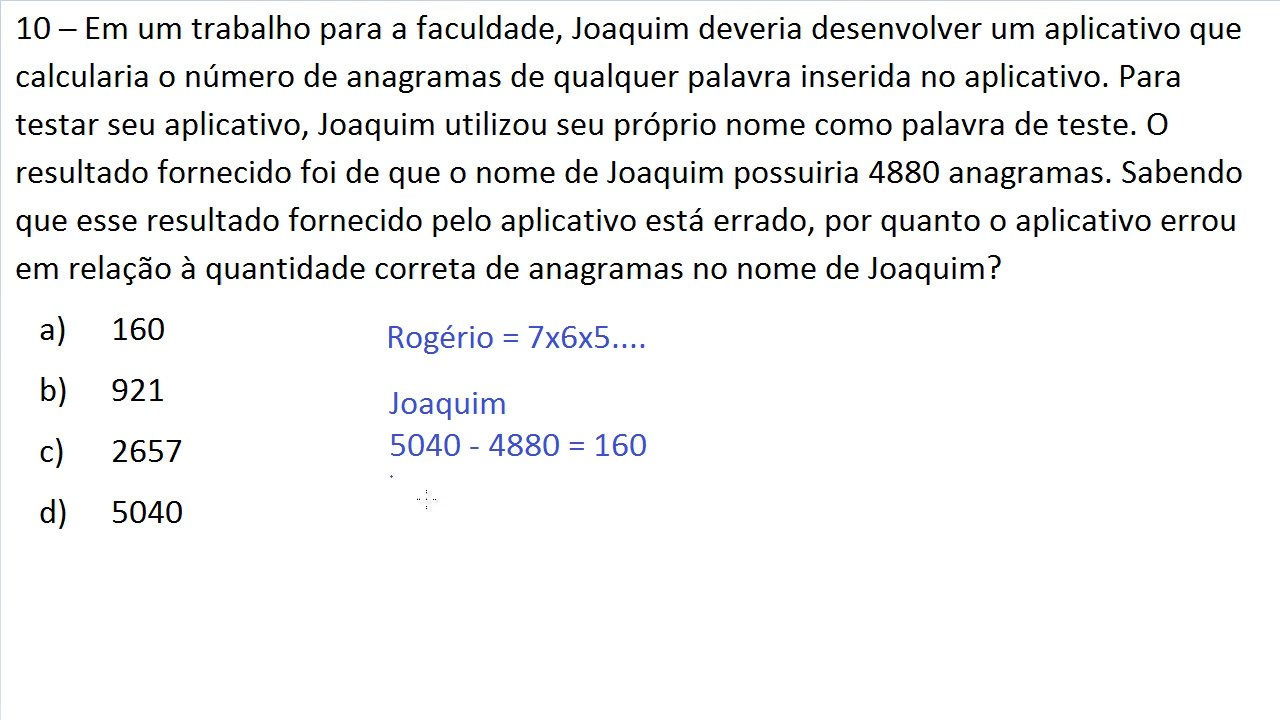 10 – Em um trabalho para a faculdade, Joaquim deveria desenvolver um aplicativo que
calcularia o número de anagramas de qualquer palavra inserida no aplicativo. Para
testar seu aplicativo, Joaquim utilizou seu próprio nome como palavra de teste. O
resultado fornecido foi de que o nome de Joaquim possuiria 4880 anagramas. Sabendo
que esse resultado fornecido pelo aplicativo está errado, por quanto o aplicativo errou
em relação à quantidade correta de anagramas no nome de Joaquim?
a) 160
b) 921
c) 2657
d) 5040
Rogério = 7x6x5....
Joaquim
5040 - 4880 = 160